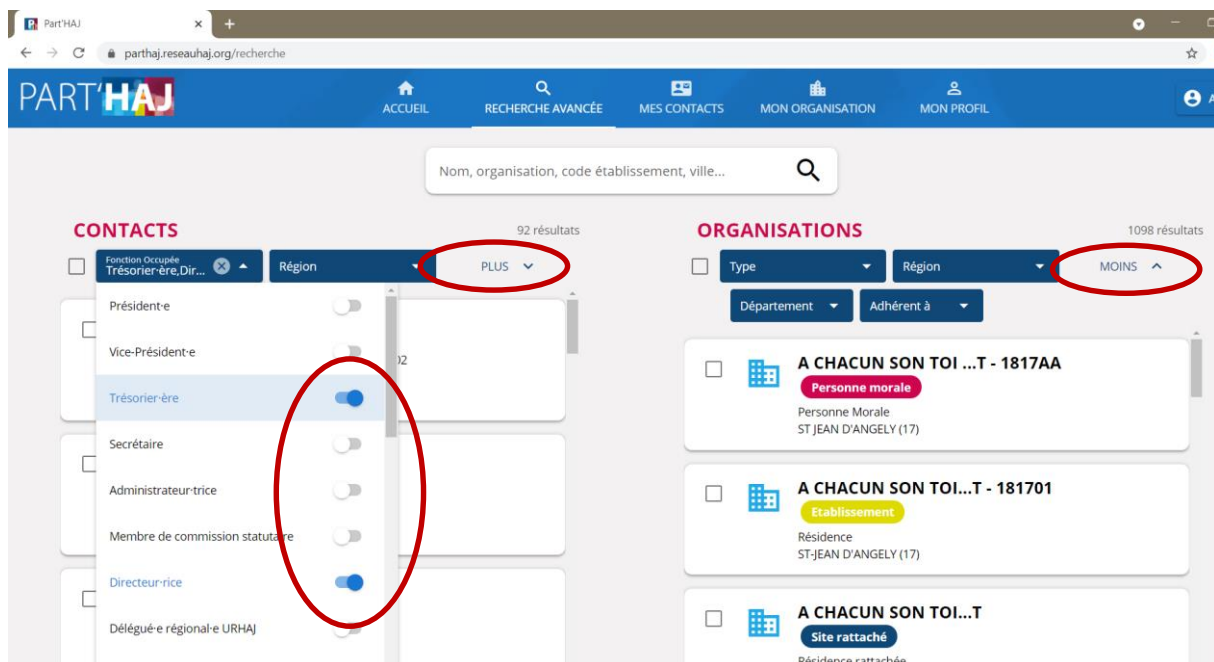 Part'HAJ
parthaj.reseauhaj.org/recherche
PART'HAJ
ACCUEIL
RECHERCHE AVANCÉE
MES CONTACTS
MON ORGANISATION
MON PROFIL
A
Nom, organisation, code établissement, ville...
CONTACTS
92 résultats
Fonction Occupée
Trésorier·ère,Dir...
Région
PLUS
Président·e
Vice-Président·e
Trésorier·ère
Secrétaire
Administrateur·trice
Membre de commission statutaire
Directeur·rice
Délégué·e régional·e URHAJ
02
ORGANISATIONS
1098 résultats
Type
Région
MOINS
Département
Adhérent à
A CHACUN SON TOI ...T - 1817AA
Personne morale
Personne Morale
ST JEAN D'ANGELY (17)
A CHACUN SON TOI...T - 181701
Etablissement
Résidence
ST-JEAN D'ANGELY (17)
A CHACUN SON TOI...T
Site rattaché
Résidence rattachée